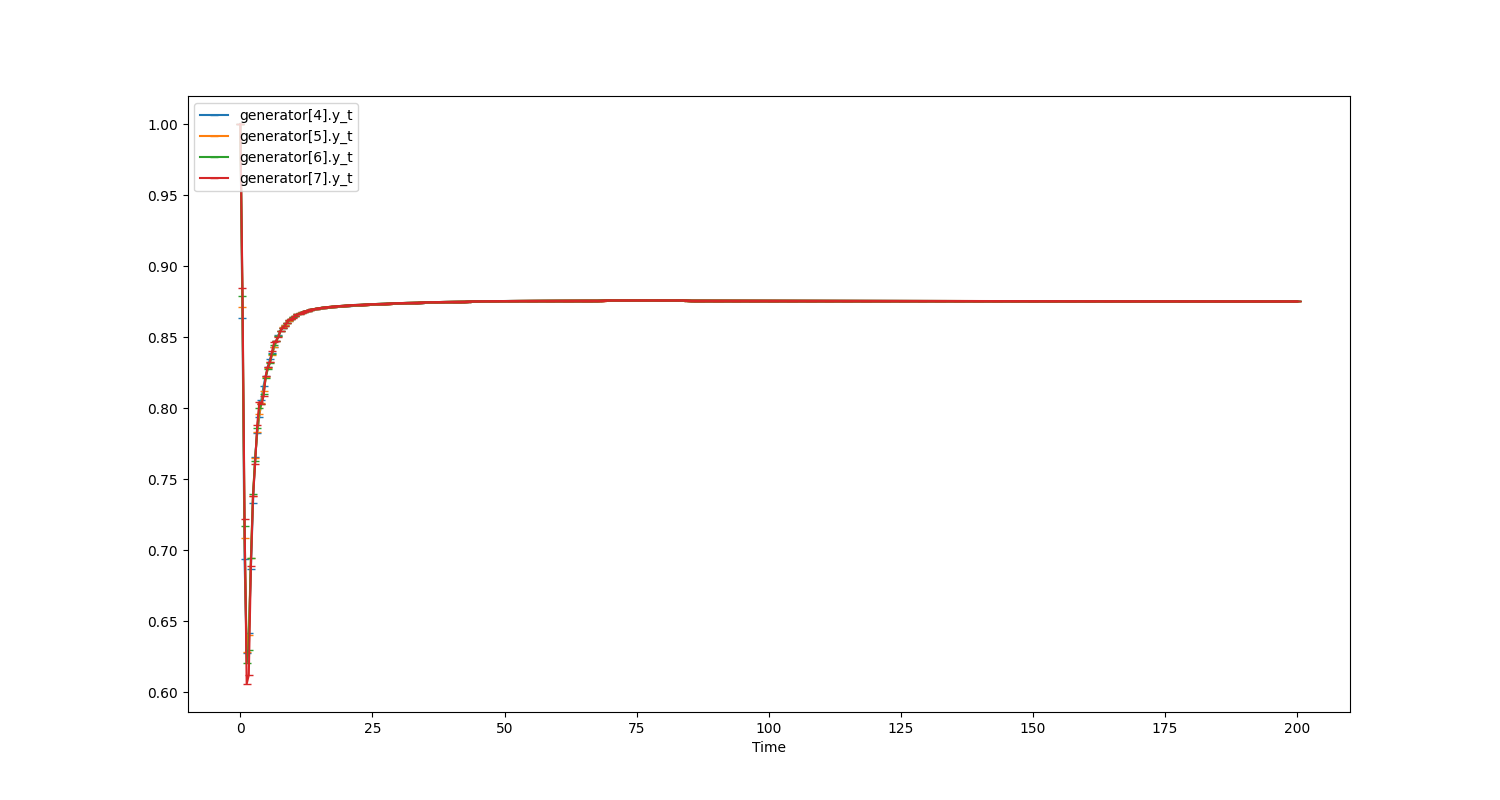 generator[4].y_t
generator[5].y_t
generator[6].y_t
generator[7].y_t
1.00
0.95
0.90
0.85
0.80
0.75
0.70
0.65
0.60
0 25 50 75 100 125 150 175 200
Time